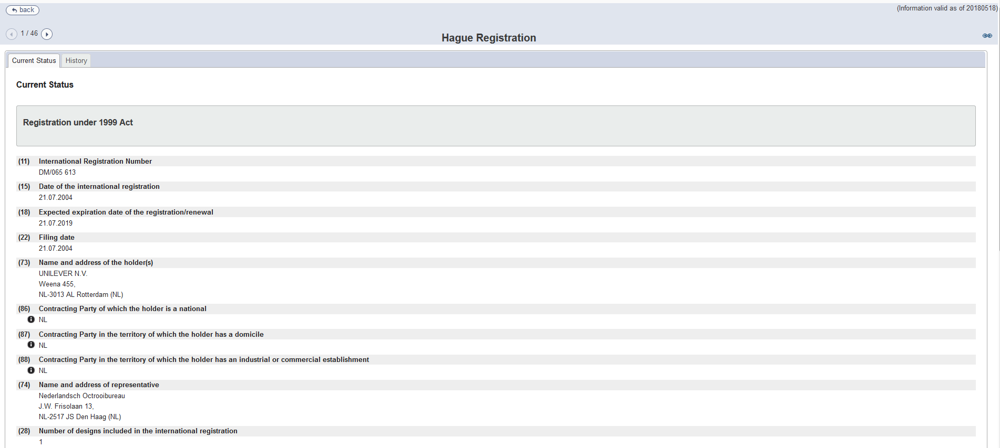 back
(Information valid as of 20180518)
1 / 46
Hague Registration
Current Status
History
Current Status
Registration under 1999 Act
(11) International Registration Number
DM/065 613
(15) Date of the international registration
21.07.2004
(18) Expected expiration date of the registration/renewal
21.07.2019
(22) Filing date
21.07.2004
(73) Name and address of the holder(s)
UNILEVER N.V.
Weena 455,
NL-3013 AL Rotterdam (NL)
(86) Contracting Party of which the holder is a national
NL
(87) Contracting Party in the territory of which the holder has a domicile
NL
(88) Contracting Party in the territory of which the holder has an industrial or commercial establishment
NL
(74) Name and address of representative
Nederlandsch Octrooibureau
J.W. Frisolaan 13,
NL-2517 JS Den Haag (NL)
(28) Number of designs included in the international registration
1